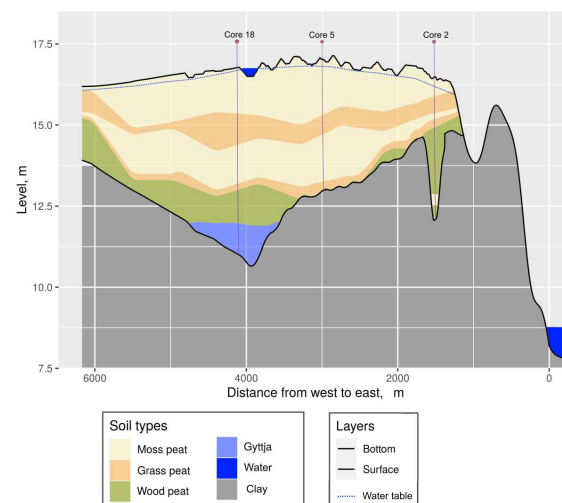 Core 18
Core 5
Core 2
17.5
15.0
12.5
10.0
7.5
Level, m
6000
4000
2000
0
Distance from west to east, m
Soil types
Moss peat
Grass peat
Wood peat
Gyttja
Water
Clay
Layers
Bottom
Surface
Water table